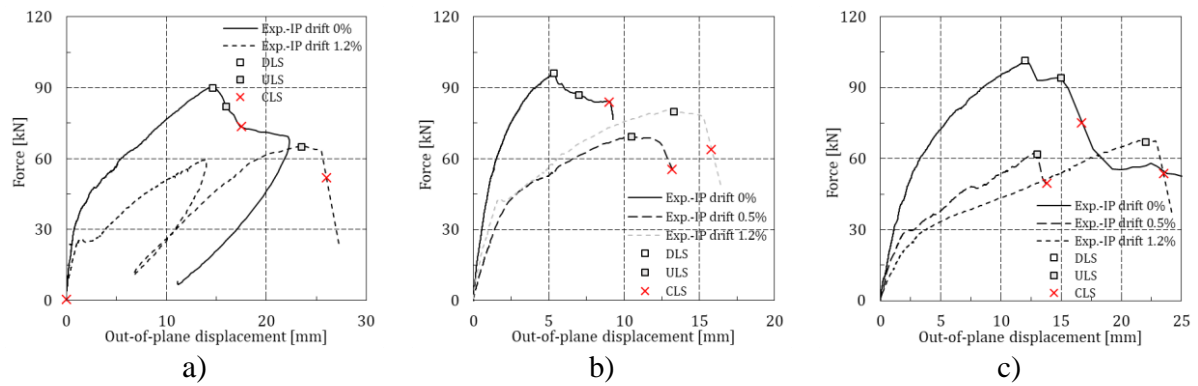 120
90
60
30
0
Force [kN]
Exp.-IP drift 0%
Exp.-IP drift 1.2%
DLS
ULS
CLS
0 10 20 30
Out-of-plane displacement [mm]
a)
120
90
60
30
0
Force [kN]
Exp.-IP drift 0%
Exp.-IP drift 0.5%
Exp.-IP drift 1.2%
DLS
ULS
CLS
0 5 10 15 20
Out-of-plane displacement [mm]
b)
120
90
60
30
0
Force [kN]
Exp.-IP drift 0%
Exp.-IP drift 0.5%
Exp.-IP drift 1.2%
DLS
ULS
CLS
0 5 10 15 20 25
Out-of-plane displacement [mm]
c)